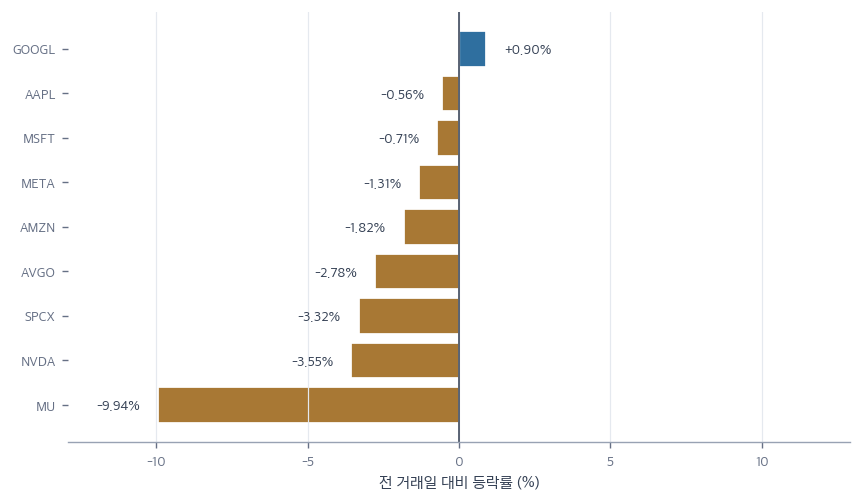 GOOGL +0.90%
AAPL -0.56%
MSFT -0.71%
META -1.31%
AMZN -1.82%
AVGO -2.78%
SPCX -3.32%
NVDA -3.55%
MU -9.94%
-10 -5 0 5 10
전 거래일 대비 등락률 (%)